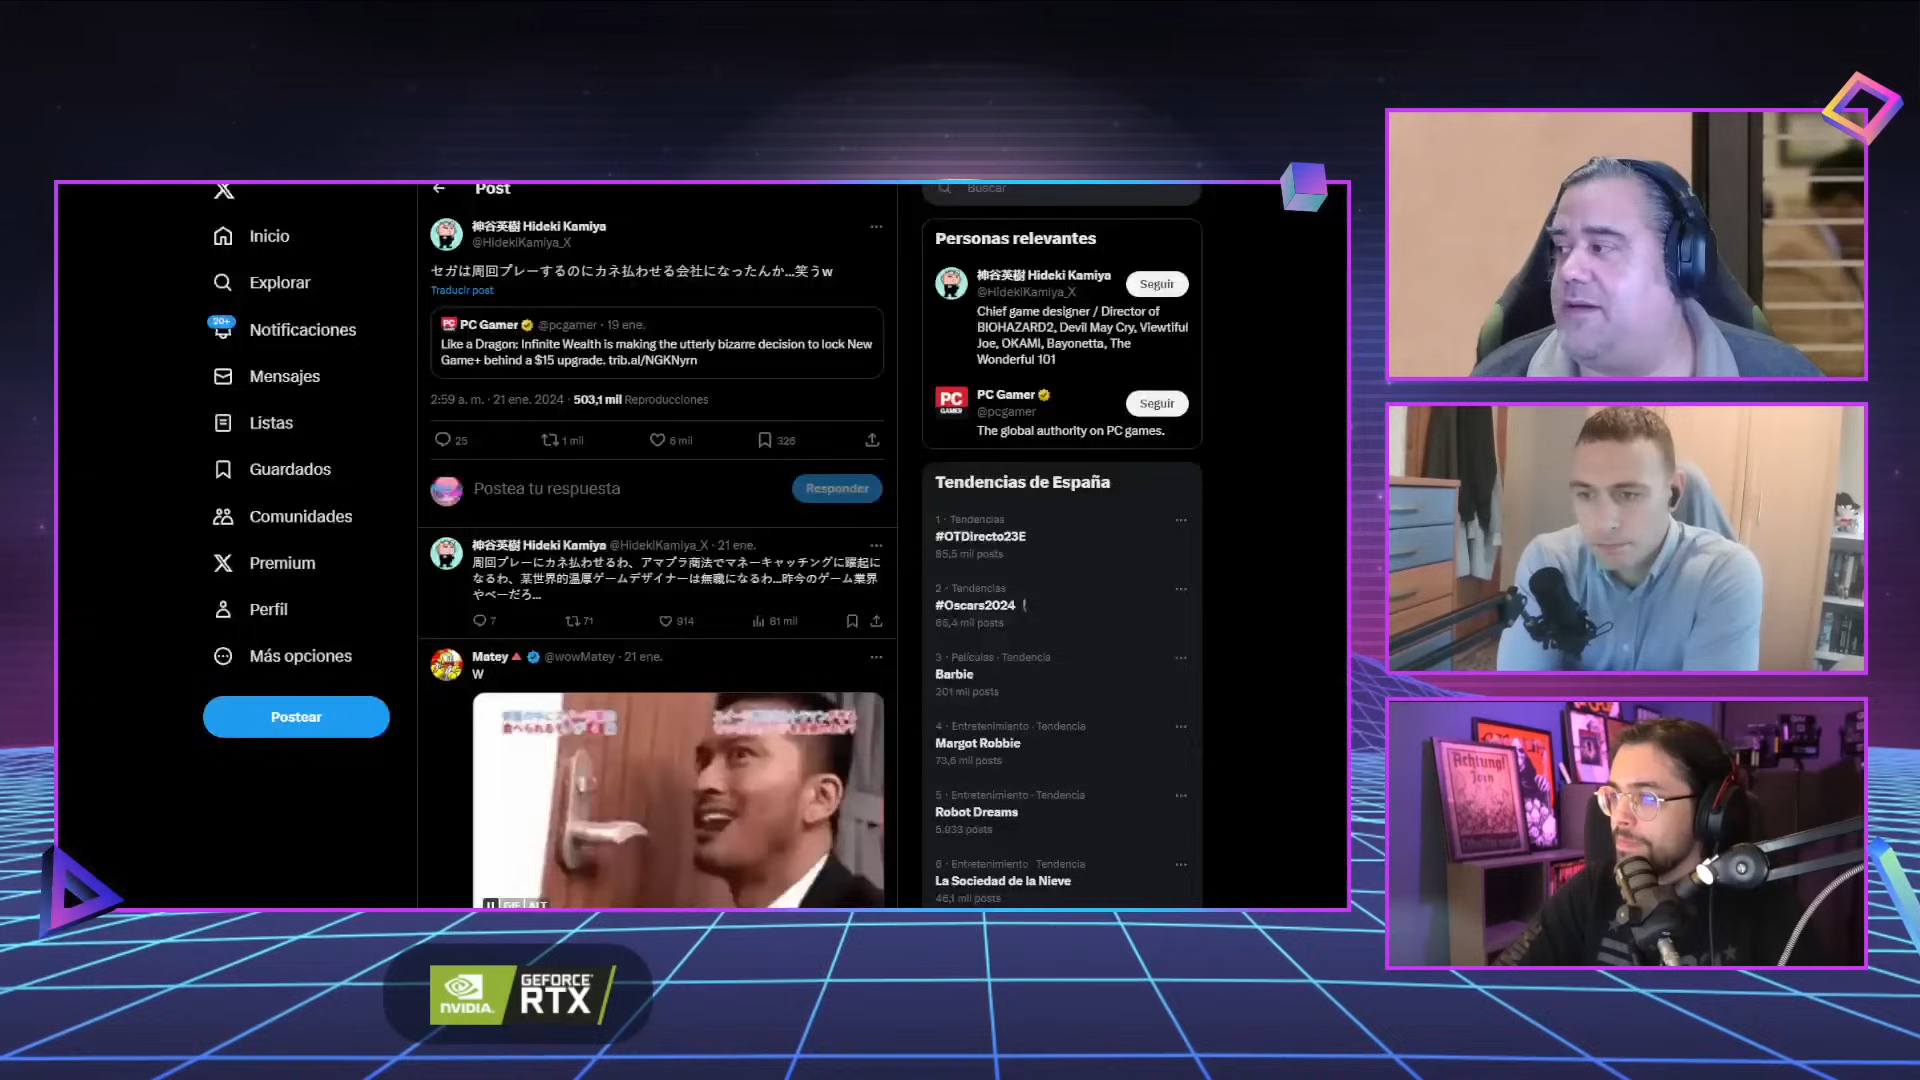 Inicio
Explorar
20+
Notificaciones
Mensajes
Listas
Guardados
Comunidades
Premium
Perfil
Más opciones
Postear
Post
神谷英樹 Hideki Kamiya
@HidekiKamiya_X
セガは周回プレーするのにカネ払わせる会社になったんか…笑うw
Traducir post
PC Gamer @pcgamer · 19 ene.
Like a Dragon: Infinite Wealth is making the utterly bizarre decision to lock New
Game+ behind a $15 upgrade. trib.al/NGKNyrn
2:59 a. m. · 21 ene. 2024 · 503,1 mil Reproducciones
25
1 mil
6 mil
326
Postea tu respuesta
Responder
神谷英樹 Hideki Kamiya @HidekiKamiya_X · 21 ene.
周回プレーにカネ払わせるわ、アマプラ商法でマネーキャッチングに躍起に
なるわ、某世界的温厚ゲームデザイナーは無職になるわ…昨今のゲーム業界
やべーだろ…
7
71
914
81 mil
Matey @wowMatey · 21 ene.
W
GIF ALT
Buscar
Personas relevantes
神谷英樹 Hideki Kamiya
@HidekiKamiya_X
Seguir
Chief game designer / Director of
BIOHAZARD2, Devil May Cry, Viewtiful
Joe, OKAMI, Bayonetta, The
Wonderful 101
PC GAMER
PC Gamer
@pcgamer
Seguir
The global authority on PC games.
Tendencias de España
1 · Tendencias
#OTDirecto23E
85,5 mil posts
2 · Tendencias
#Oscars2024
66,4 mil posts
3 · Películas · Tendencia
Barbie
201 mil posts
4 · Entretenimiento · Tendencia
Margot Robbie
73,6 mil posts
5 · Entretenimiento · Tendencia
Robot Dreams
5.933 posts
6 · Entretenimiento · Tendencia
La Sociedad de la Nieve
46,1 mil posts
Achtung!
Join
NVIDIA.
GEFORCE
RTX